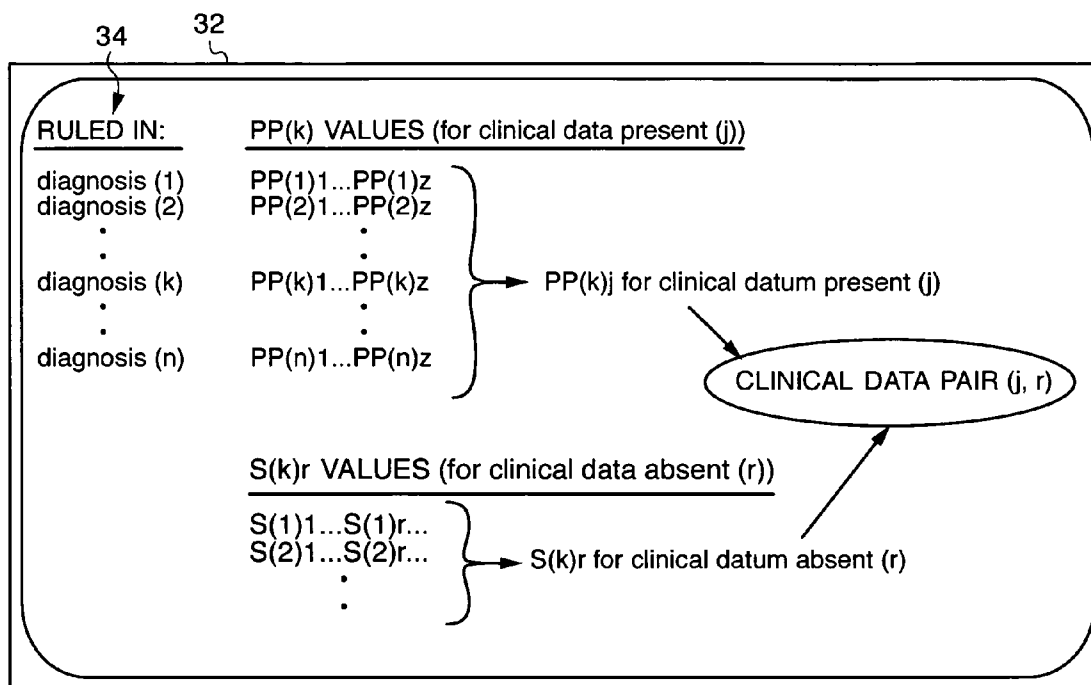 34
32
RULED IN: PP(k) VALUES (for clinical data present (j))
diagnosis (1) PP(1)1...PP(1)z
diagnosis (2) PP(2)1...PP(2)z
diagnosis (k) PP(k)1...PP(k)z
PP(k)j for clinical datum present (j)
diagnosis (n) PP(n)1...PP(n)z
CLINICAL DATA PAIR (j, r)
S(k)r VALUES (for clinical data absent (r))
S(1)1...S(1)r...
S(2)1...S(2)r...
S(k)r for clinical datum absent (r)